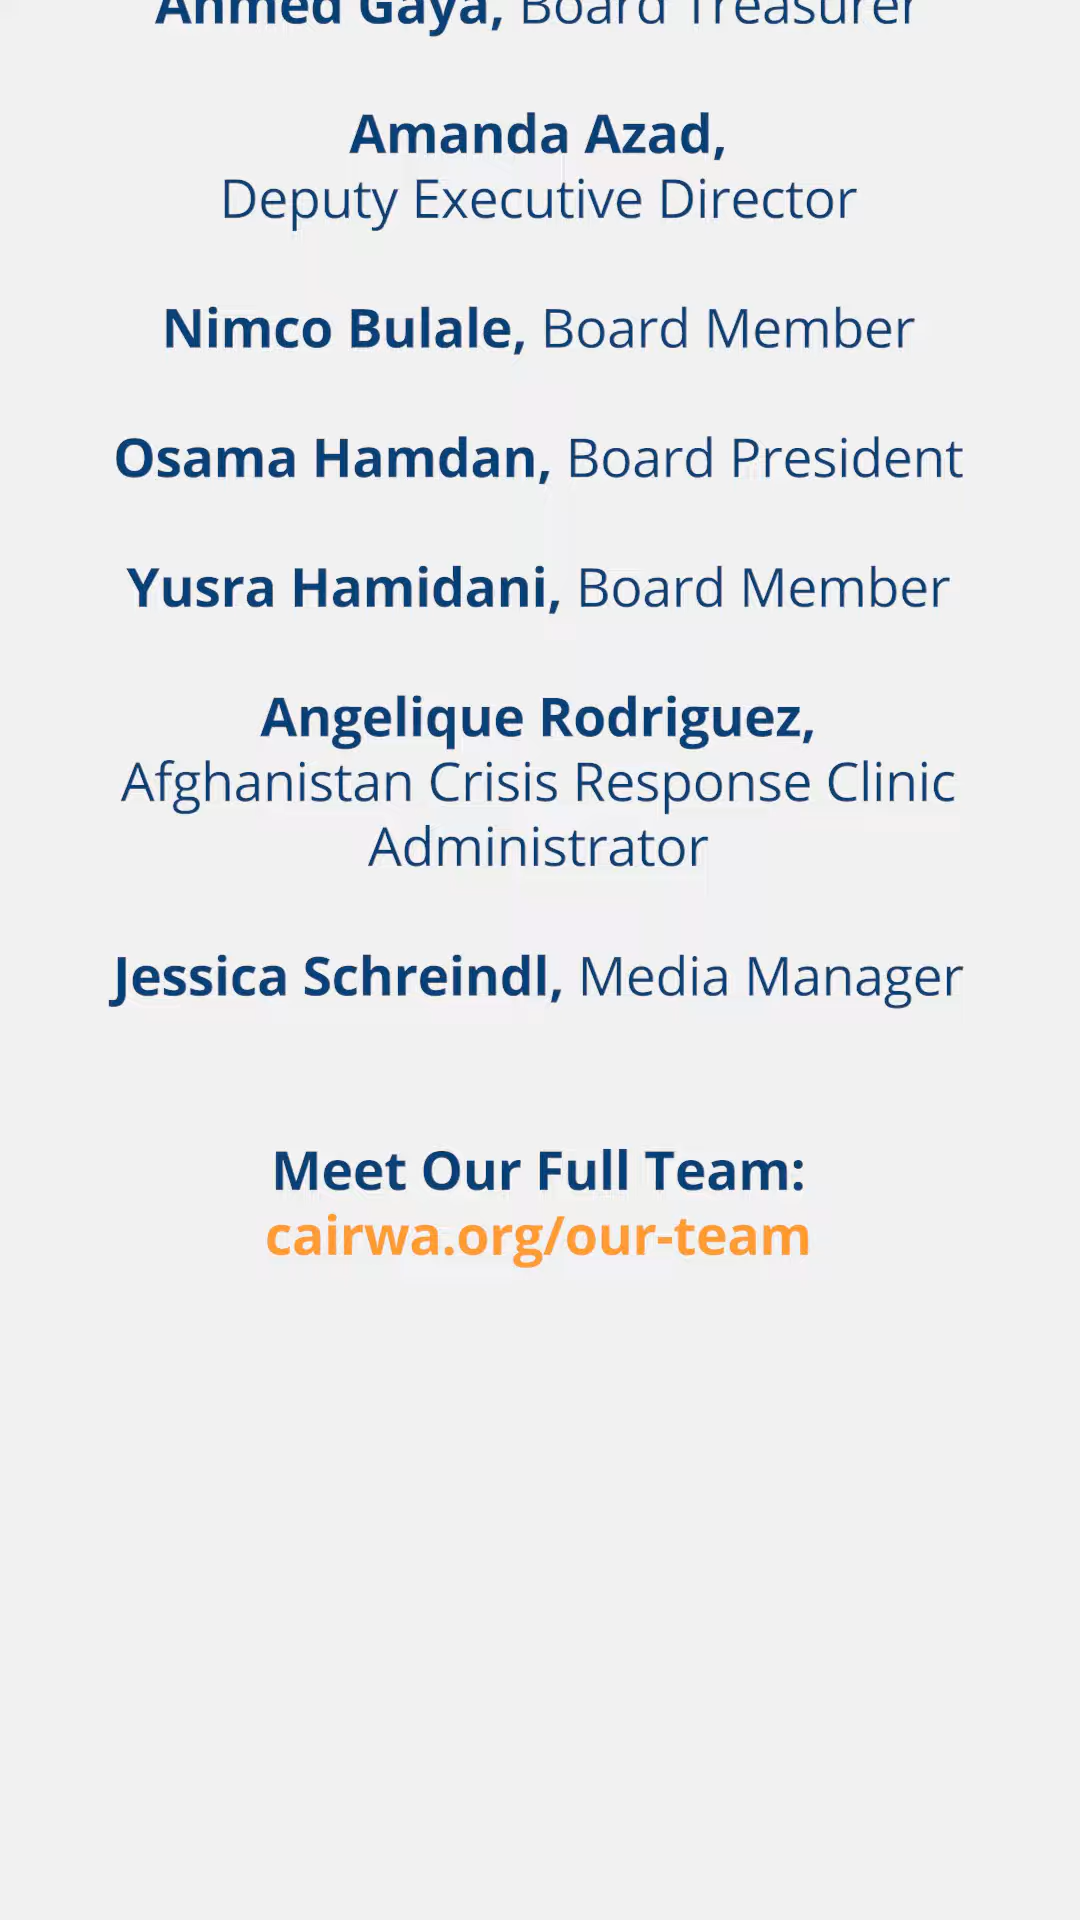 Ahmed Gaya, Board Treasurer
Amanda Azad,
Deputy Executive Director
Nimco Bulale, Board Member
Osama Hamdan, Board President
Yusra Hamidani, Board Member
Angelique Rodriguez,
Afghanistan Crisis Response Clinic
Administrator
Jessica Schreindl, Media Manager
Meet Our Full Team:
cairwa.org/our-team